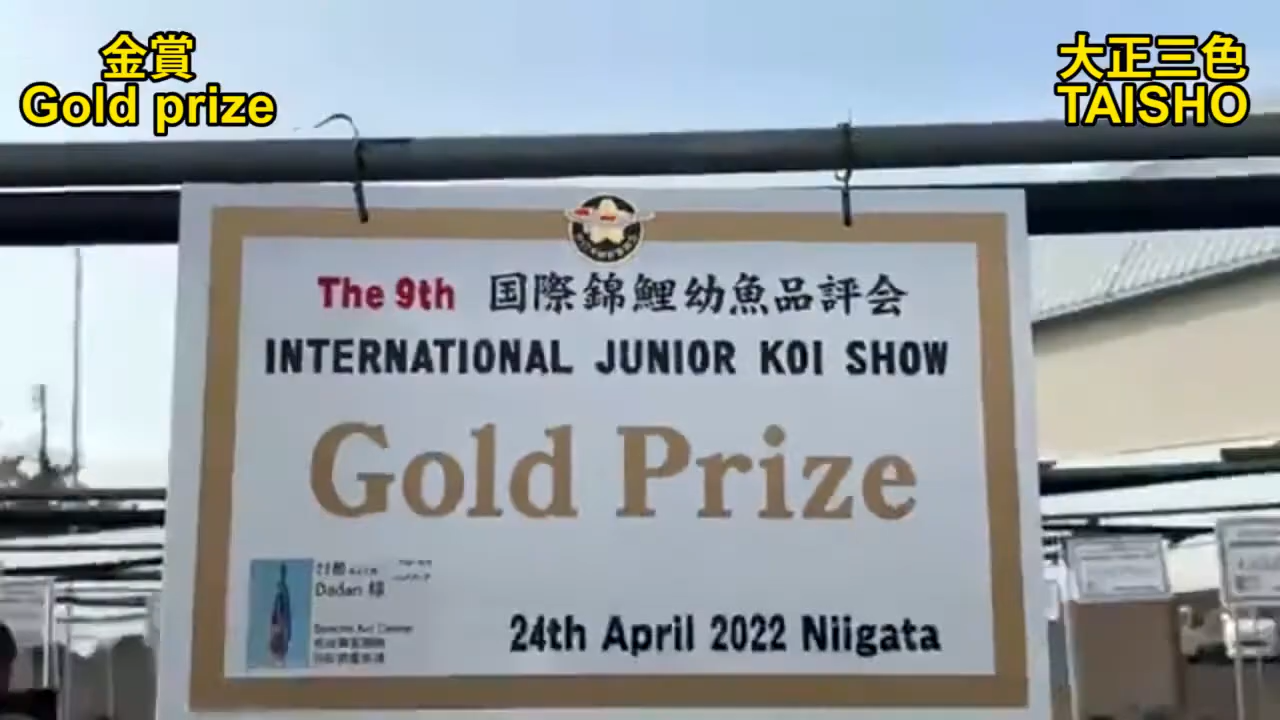 金賞
Gold prize
大正三色
TAISHO
The 9th 国際錦鯉幼魚品評会
INTERNATIONAL JUNIOR KOI SHOW
Gold Prize
Dadan 様
24th April 2022 Niigata